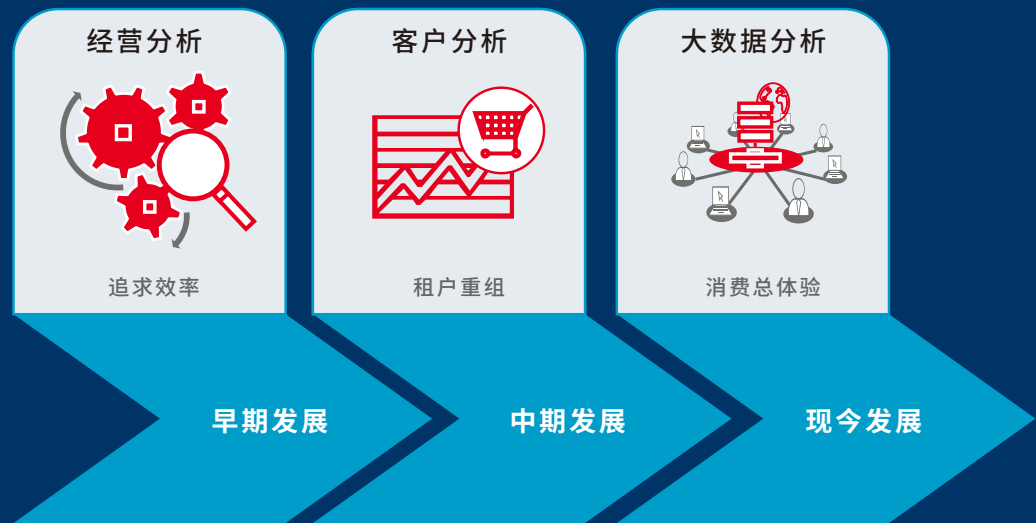 经营分析
追求效率
早期发展
客户分析
租户重组
中期发展
大数据分析
消费总体验
现今发展